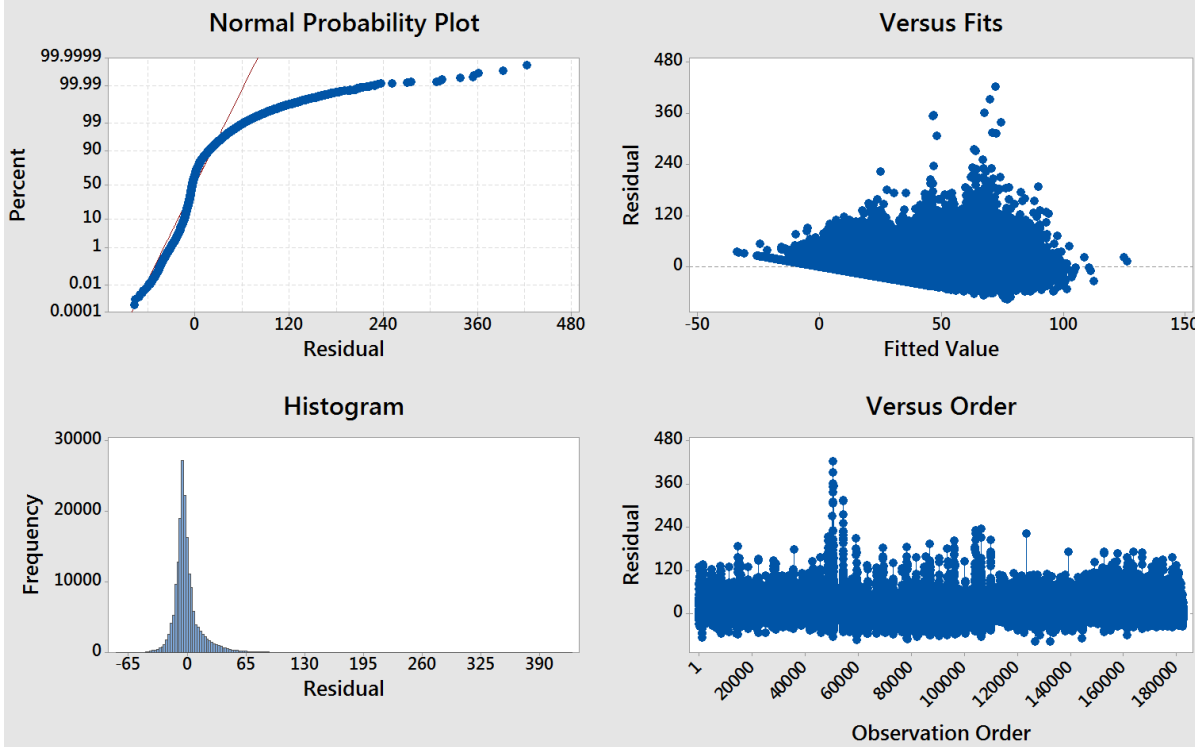 Normal Probability Plot
99.9999
99.99
99
90
50
10
1
0.01
0.0001
Percent
0 120 240 360 480
Residual
Versus Fits
480
360
240
120
0
Residual
-50 0 50 100 150
Fitted Value
Histogram
30000
20000
10000
0
Frequency
-65 0 65 130 195 260 325 390
Residual
Versus Order
480
360
240
120
0
Residual
1 20000 40000 60000 80000 100000 120000 140000 160000 180000
Observation Order